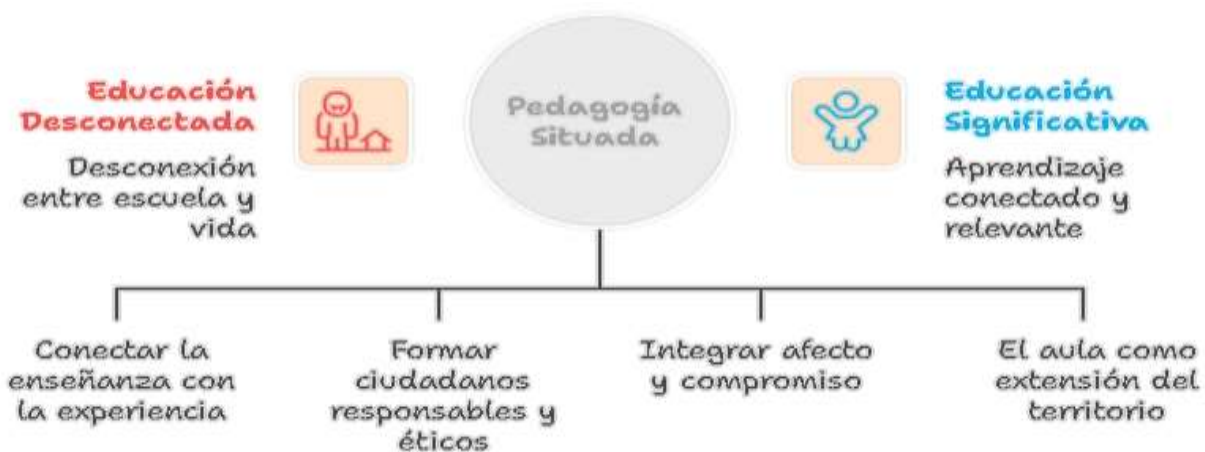 Educación
Desconectada
Desconexión
entre escuela y
vida
Pedagogía
Situada
Educación
Significativa
Aprendizaje
conectado y
relevante
Conectar la
enseñanza con
la experiencia
Formar
ciudadanos
responsables y
éticos
Integrar afecto
y compromiso
El aula como
extensión del
territorio